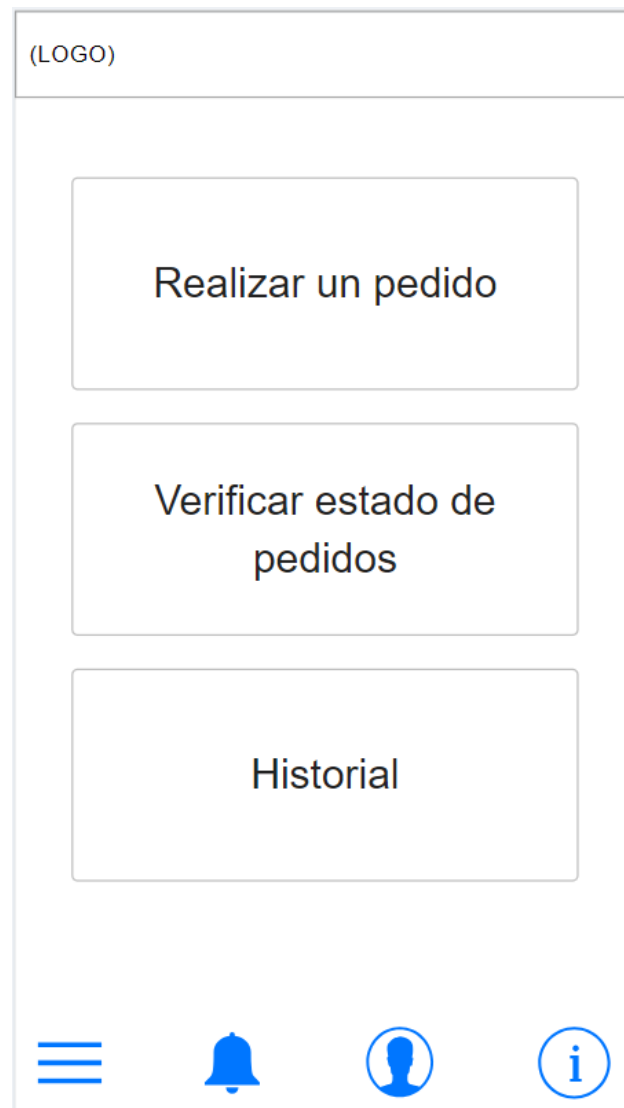 (LOGO)
Realizar un pedido
Verificar estado de
pedidos
Historial
i